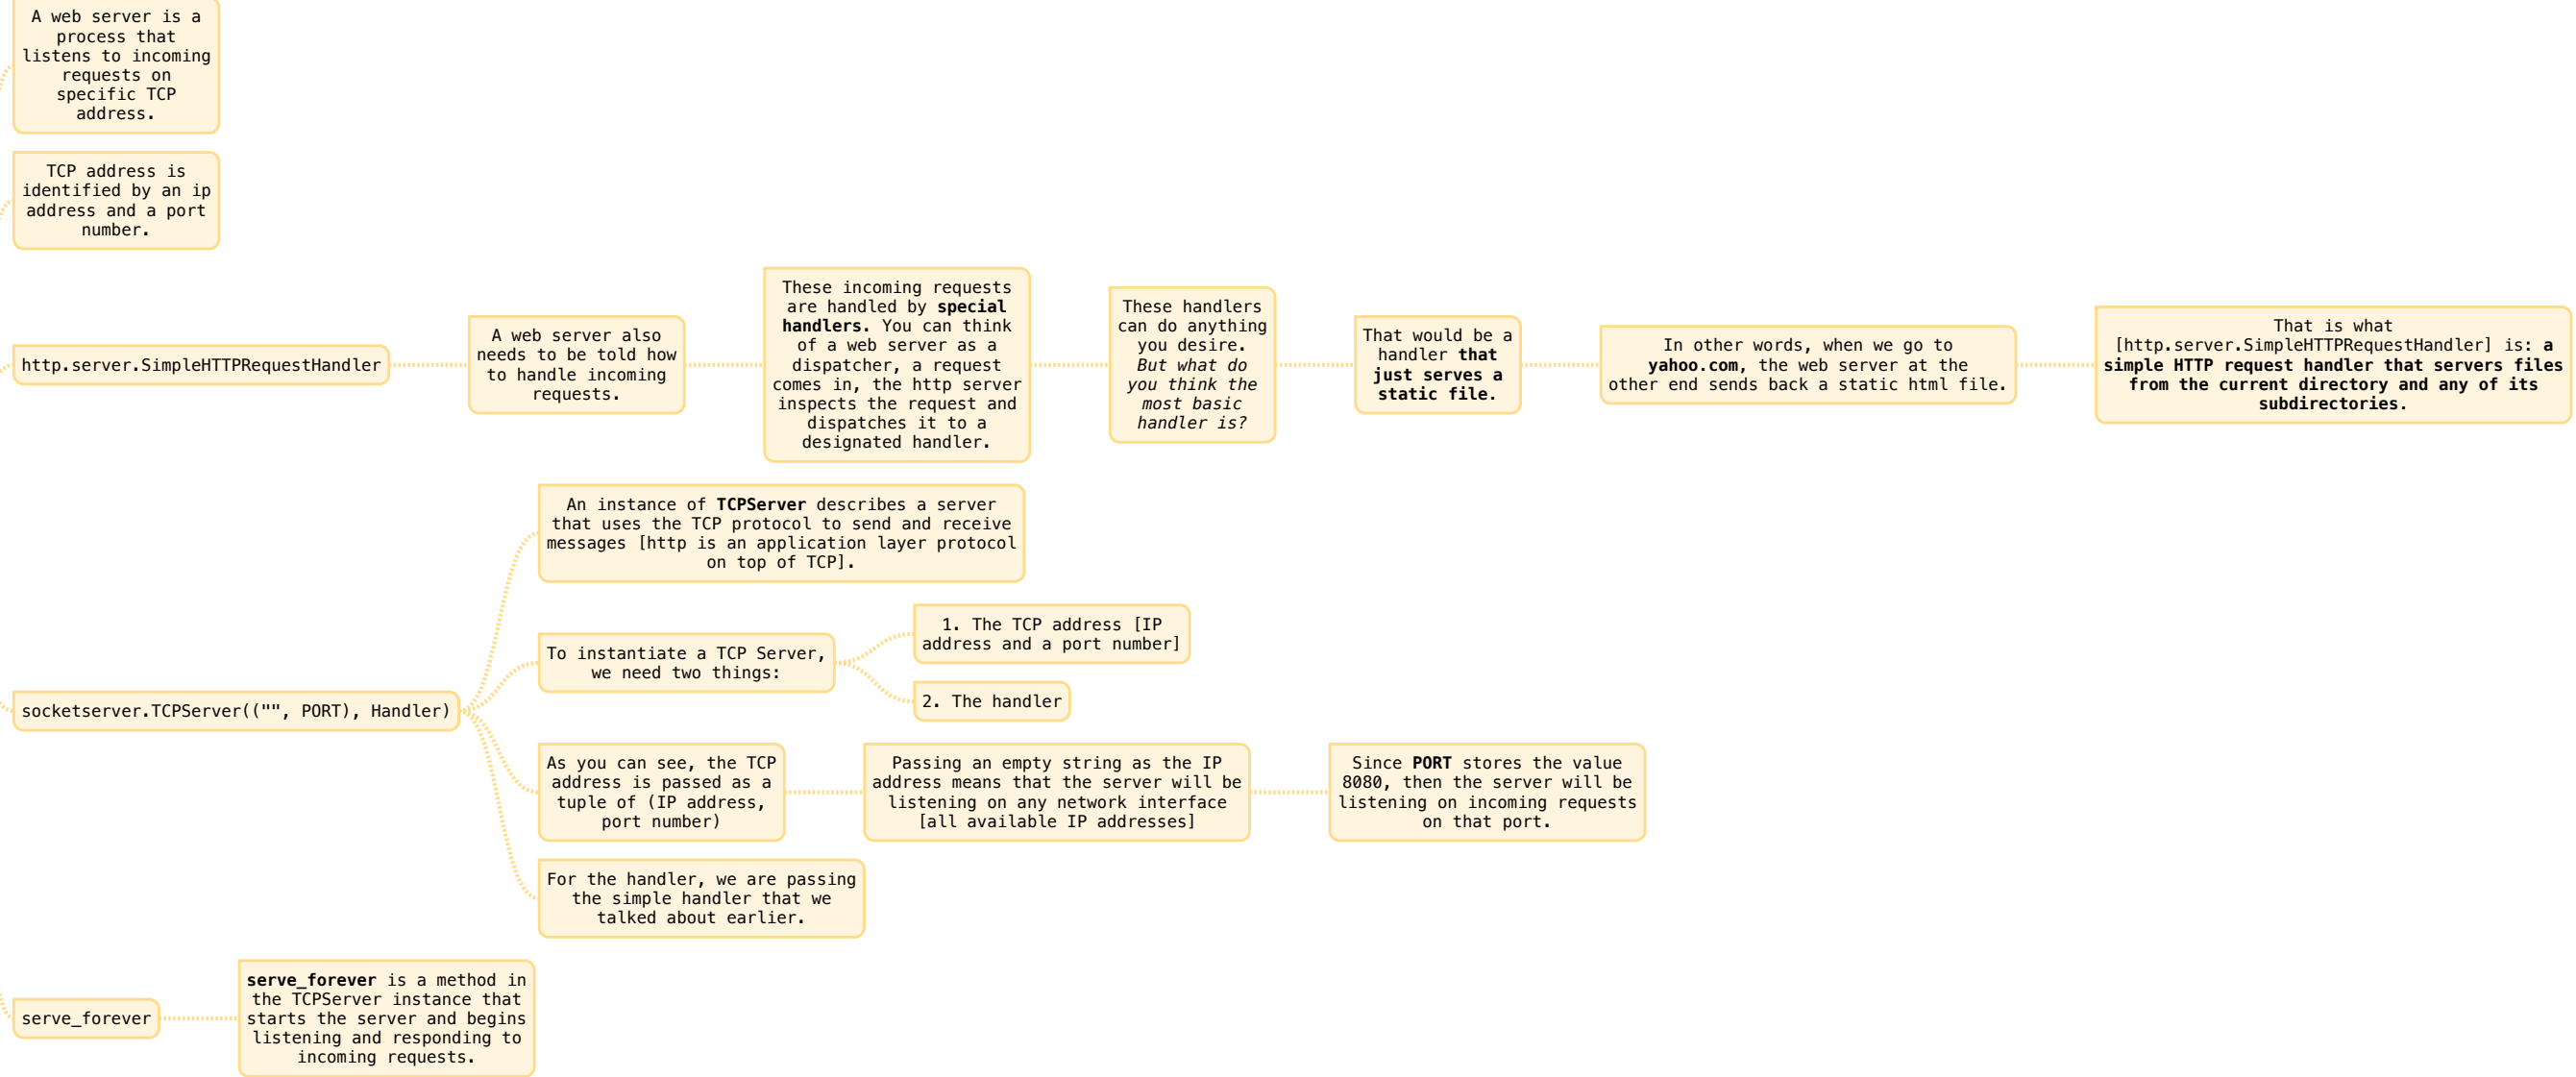 A web server is a
process that
listens to incoming
requests on
specific TCP
address.
TCP address is
identified by an ip
address and a port
number.
http.server.SimpleHTTPRequestHandler
A web server also
needs to be told how
to handle incoming
requests.
These incoming requests
are handled by special
handlers. You can think
of a web server as a
dispatcher, a request
comes in, the http server
inspects the request and
dispatches it to a
designated handler.
These handlers
can do anything
you desire.
But what do
you think the
most basic
handler is?
That would be a
handler that
just serves a
static file.
In other words, when we go to
yahoo.com, the web server at the
other end sends back a static html file.
That is what
[http.server.SimpleHTTPRequestHandler] is: a
simple HTTP request handler that servers files
from the current directory and any of its
subdirectories.
socketserver.TCPServer(("", PORT), Handler)
An instance of TCPServer describes a server
that uses the TCP protocol to send and receive
messages [http is an application layer protocol
on top of TCP].
To instantiate a TCP Server,
we need two things:
1. The TCP address [IP
address and a port number]
2. The handler
As you can see, the TCP
address is passed as a
tuple of (IP address,
port number)
Passing an empty string as the IP
address means that the server will be
listening on any network interface
[all available IP addresses]
Since PORT stores the value
8080, then the server will be
listening on incoming requests
on that port.
For the handler, we are passing
the simple handler that we
talked about earlier.
serve_forever
serve_forever is a method in
the TCPServer instance that
starts the server and begins
listening and responding to
incoming requests.